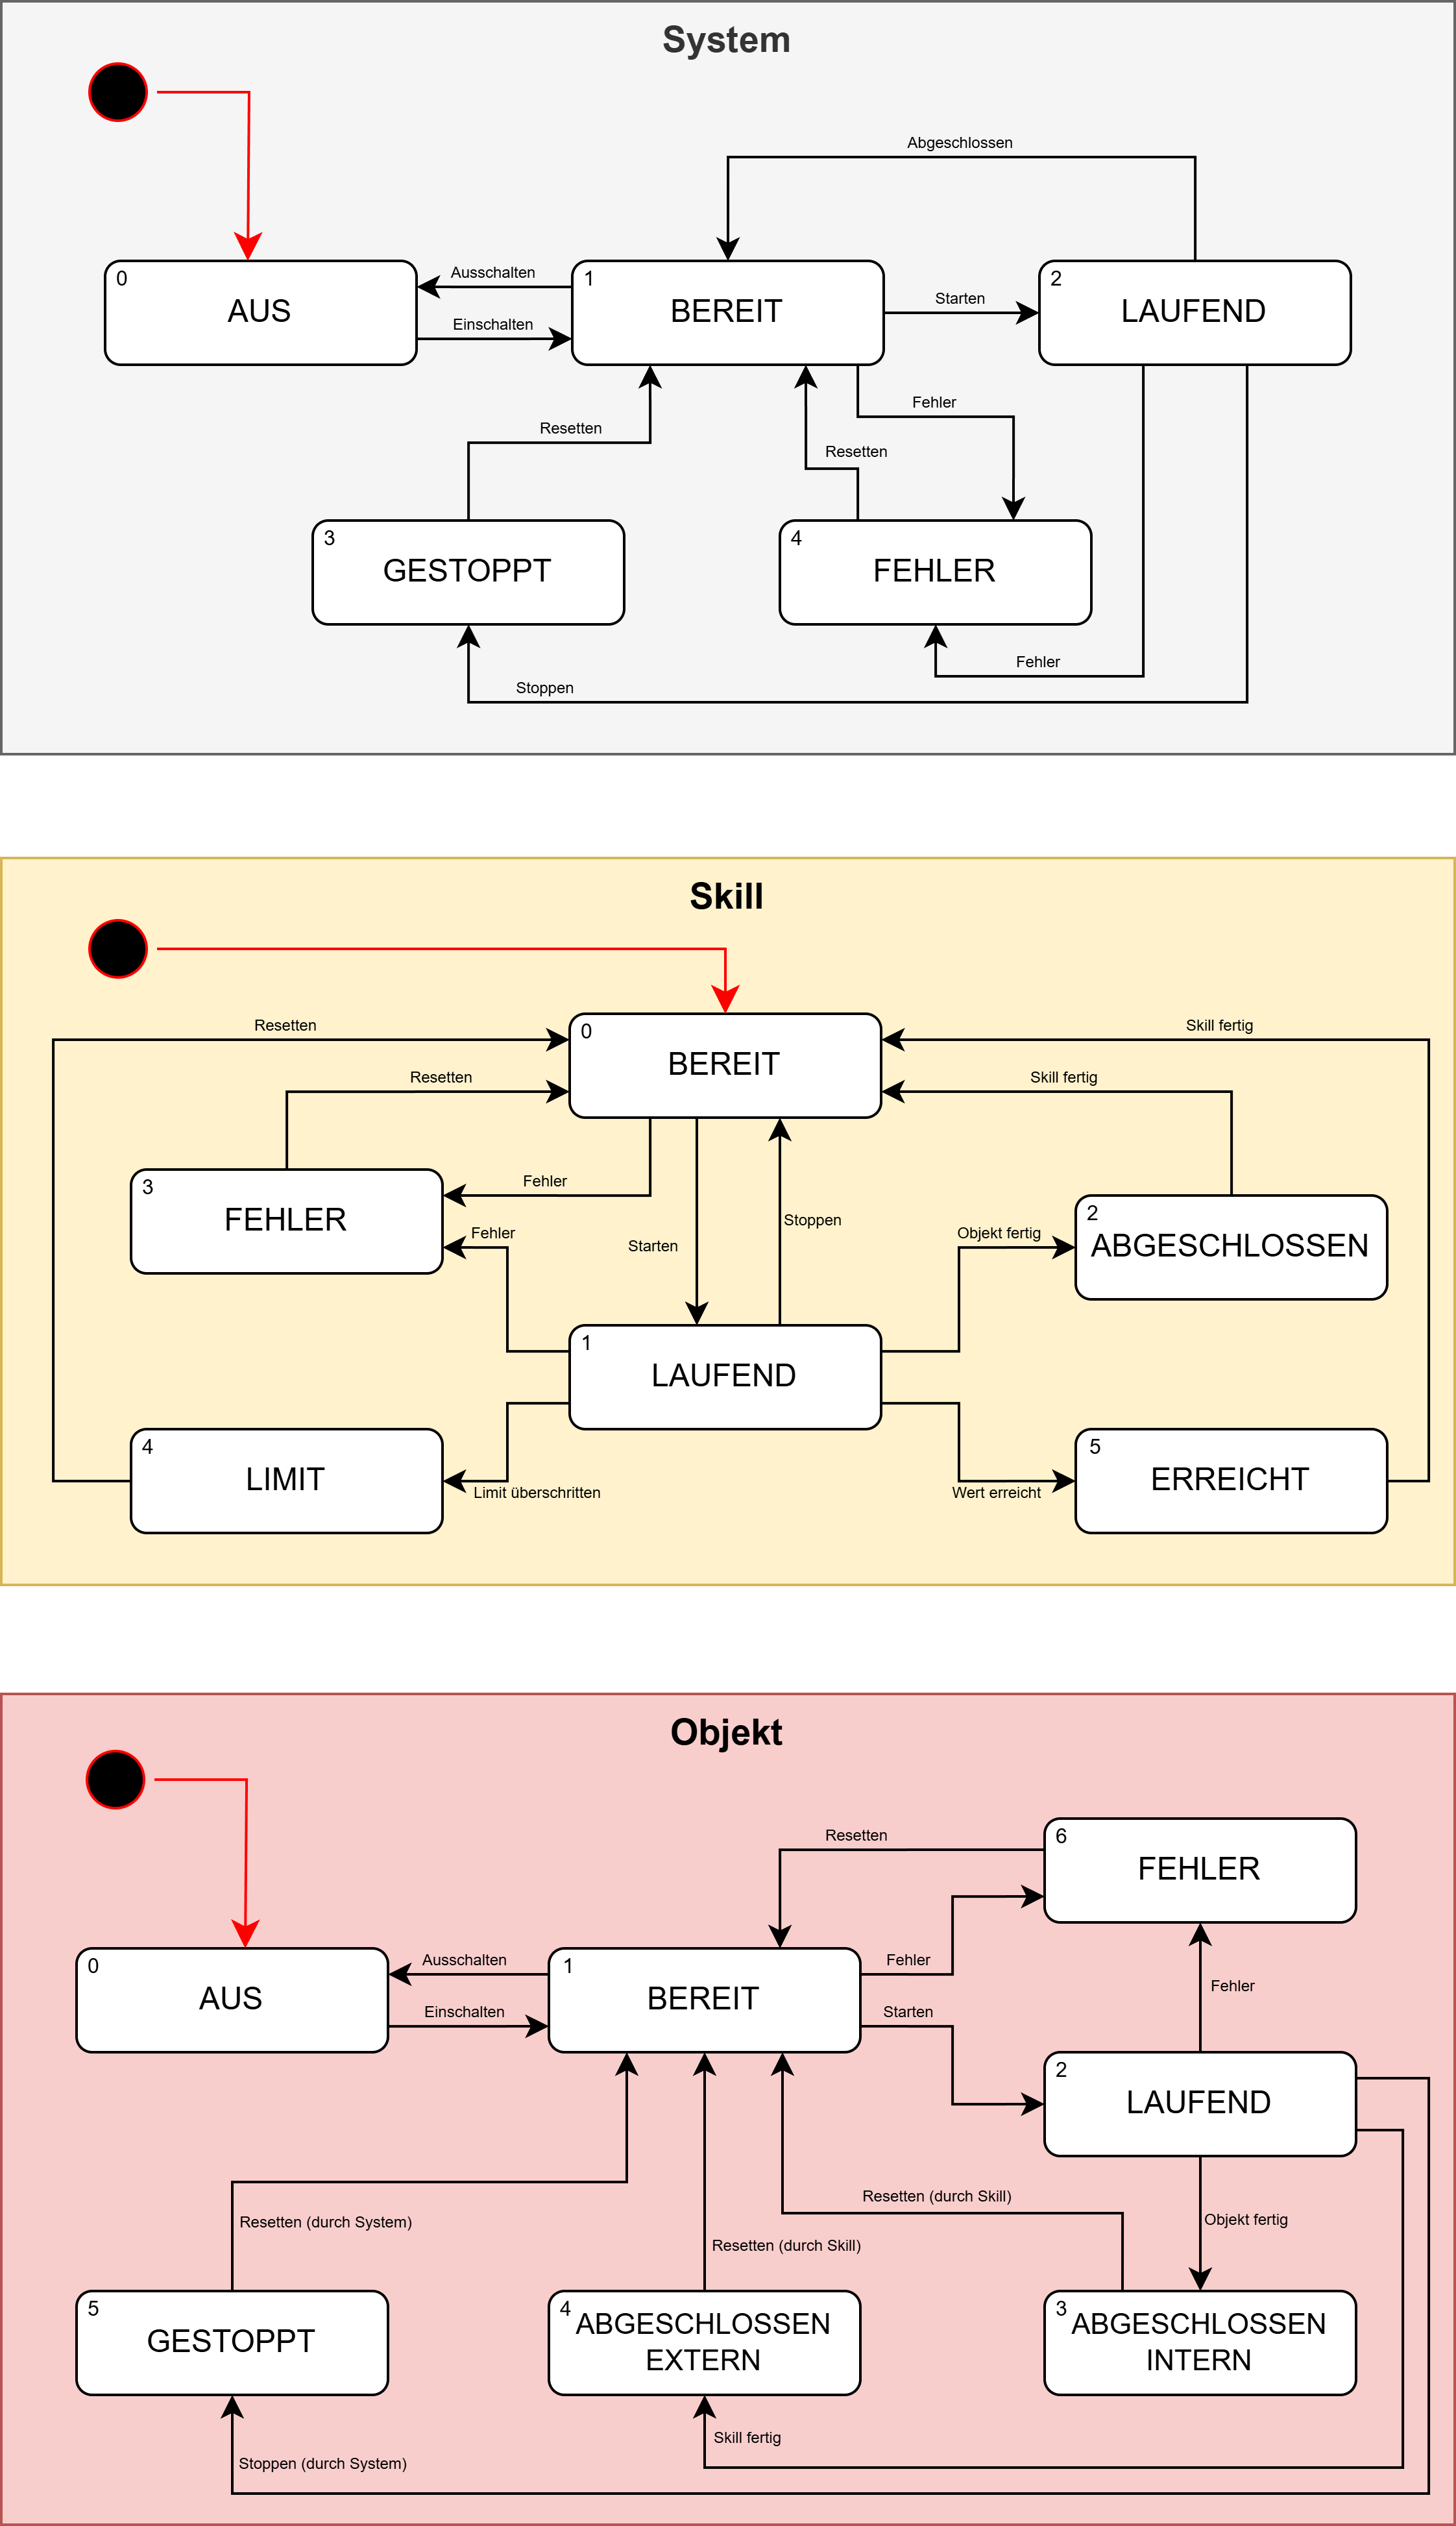 System
Abgeschlossen
0
AUS
Ausschalten
Einschalten
1
BEREIT
Starten
2
LAUFEND
Resetten
Fehler
Resetten
3
GESTOPPT
4
FEHLER
Fehler
Stoppen
Skill
Resetten
0
BEREIT
Skill fertig
Resetten
Skill fertig
3
FEHLER
Fehler
Fehler
Starten
Stoppen
Objekt fertig
2
ABGESCHLOSSEN
1
LAUFEND
4
LIMIT
Limit überschritten
Wert erreicht
5
ERREICHT
Objekt
Resetten
6
FEHLER
0
AUS
Ausschalten
Einschalten
1
BEREIT
Fehler
Starten
Fehler
2
LAUFEND
Resetten (durch System)
Resetten (durch Skill)
Resetten (durch Skill)
Objekt fertig
5
GESTOPPT
4
ABGESCHLOSSEN
EXTERN
3
ABGESCHLOSSEN
INTERN
Skill fertig
Stoppen (durch System)